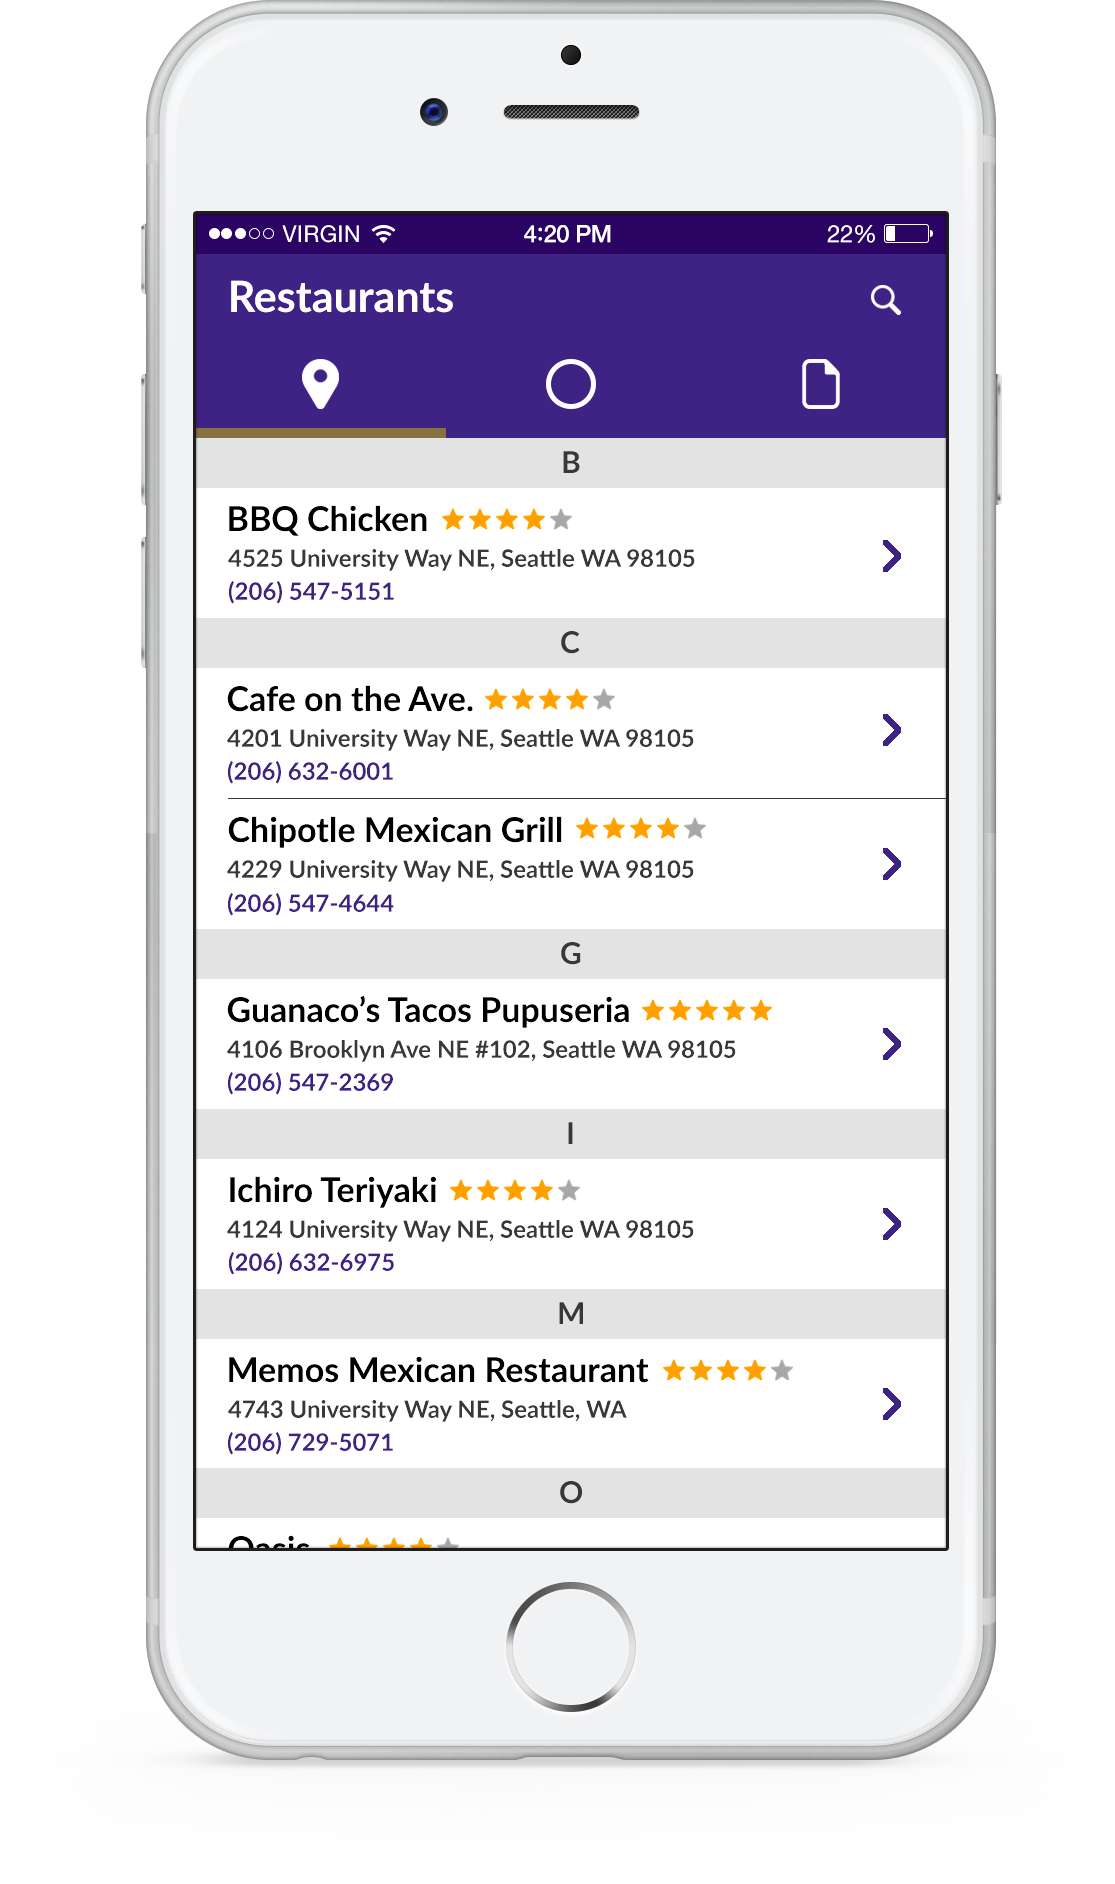 VIRGIN 4:20 PM 22%
Restaurants
B
BBQ Chicken
4525 University Way NE, Seattle WA 98105
(206) 547-5151
C
Cafe on the Ave.
4201 University Way NE, Seattle WA 98105
(206) 632-6001
Chipotle Mexican Grill
4229 University Way NE, Seattle WA 98105
(206) 547-4644
G
Guanaco’s Tacos Pupuseria
4106 Brooklyn Ave NE #102, Seattle WA 98105
(206) 547-2369
I
Ichiro Teriyaki
4124 University Way NE, Seattle WA 98105
(206) 632-6975
M
Memos Mexican Restaurant
4743 University Way NE, Seattle, WA
(206) 729-5071
O
Oasis